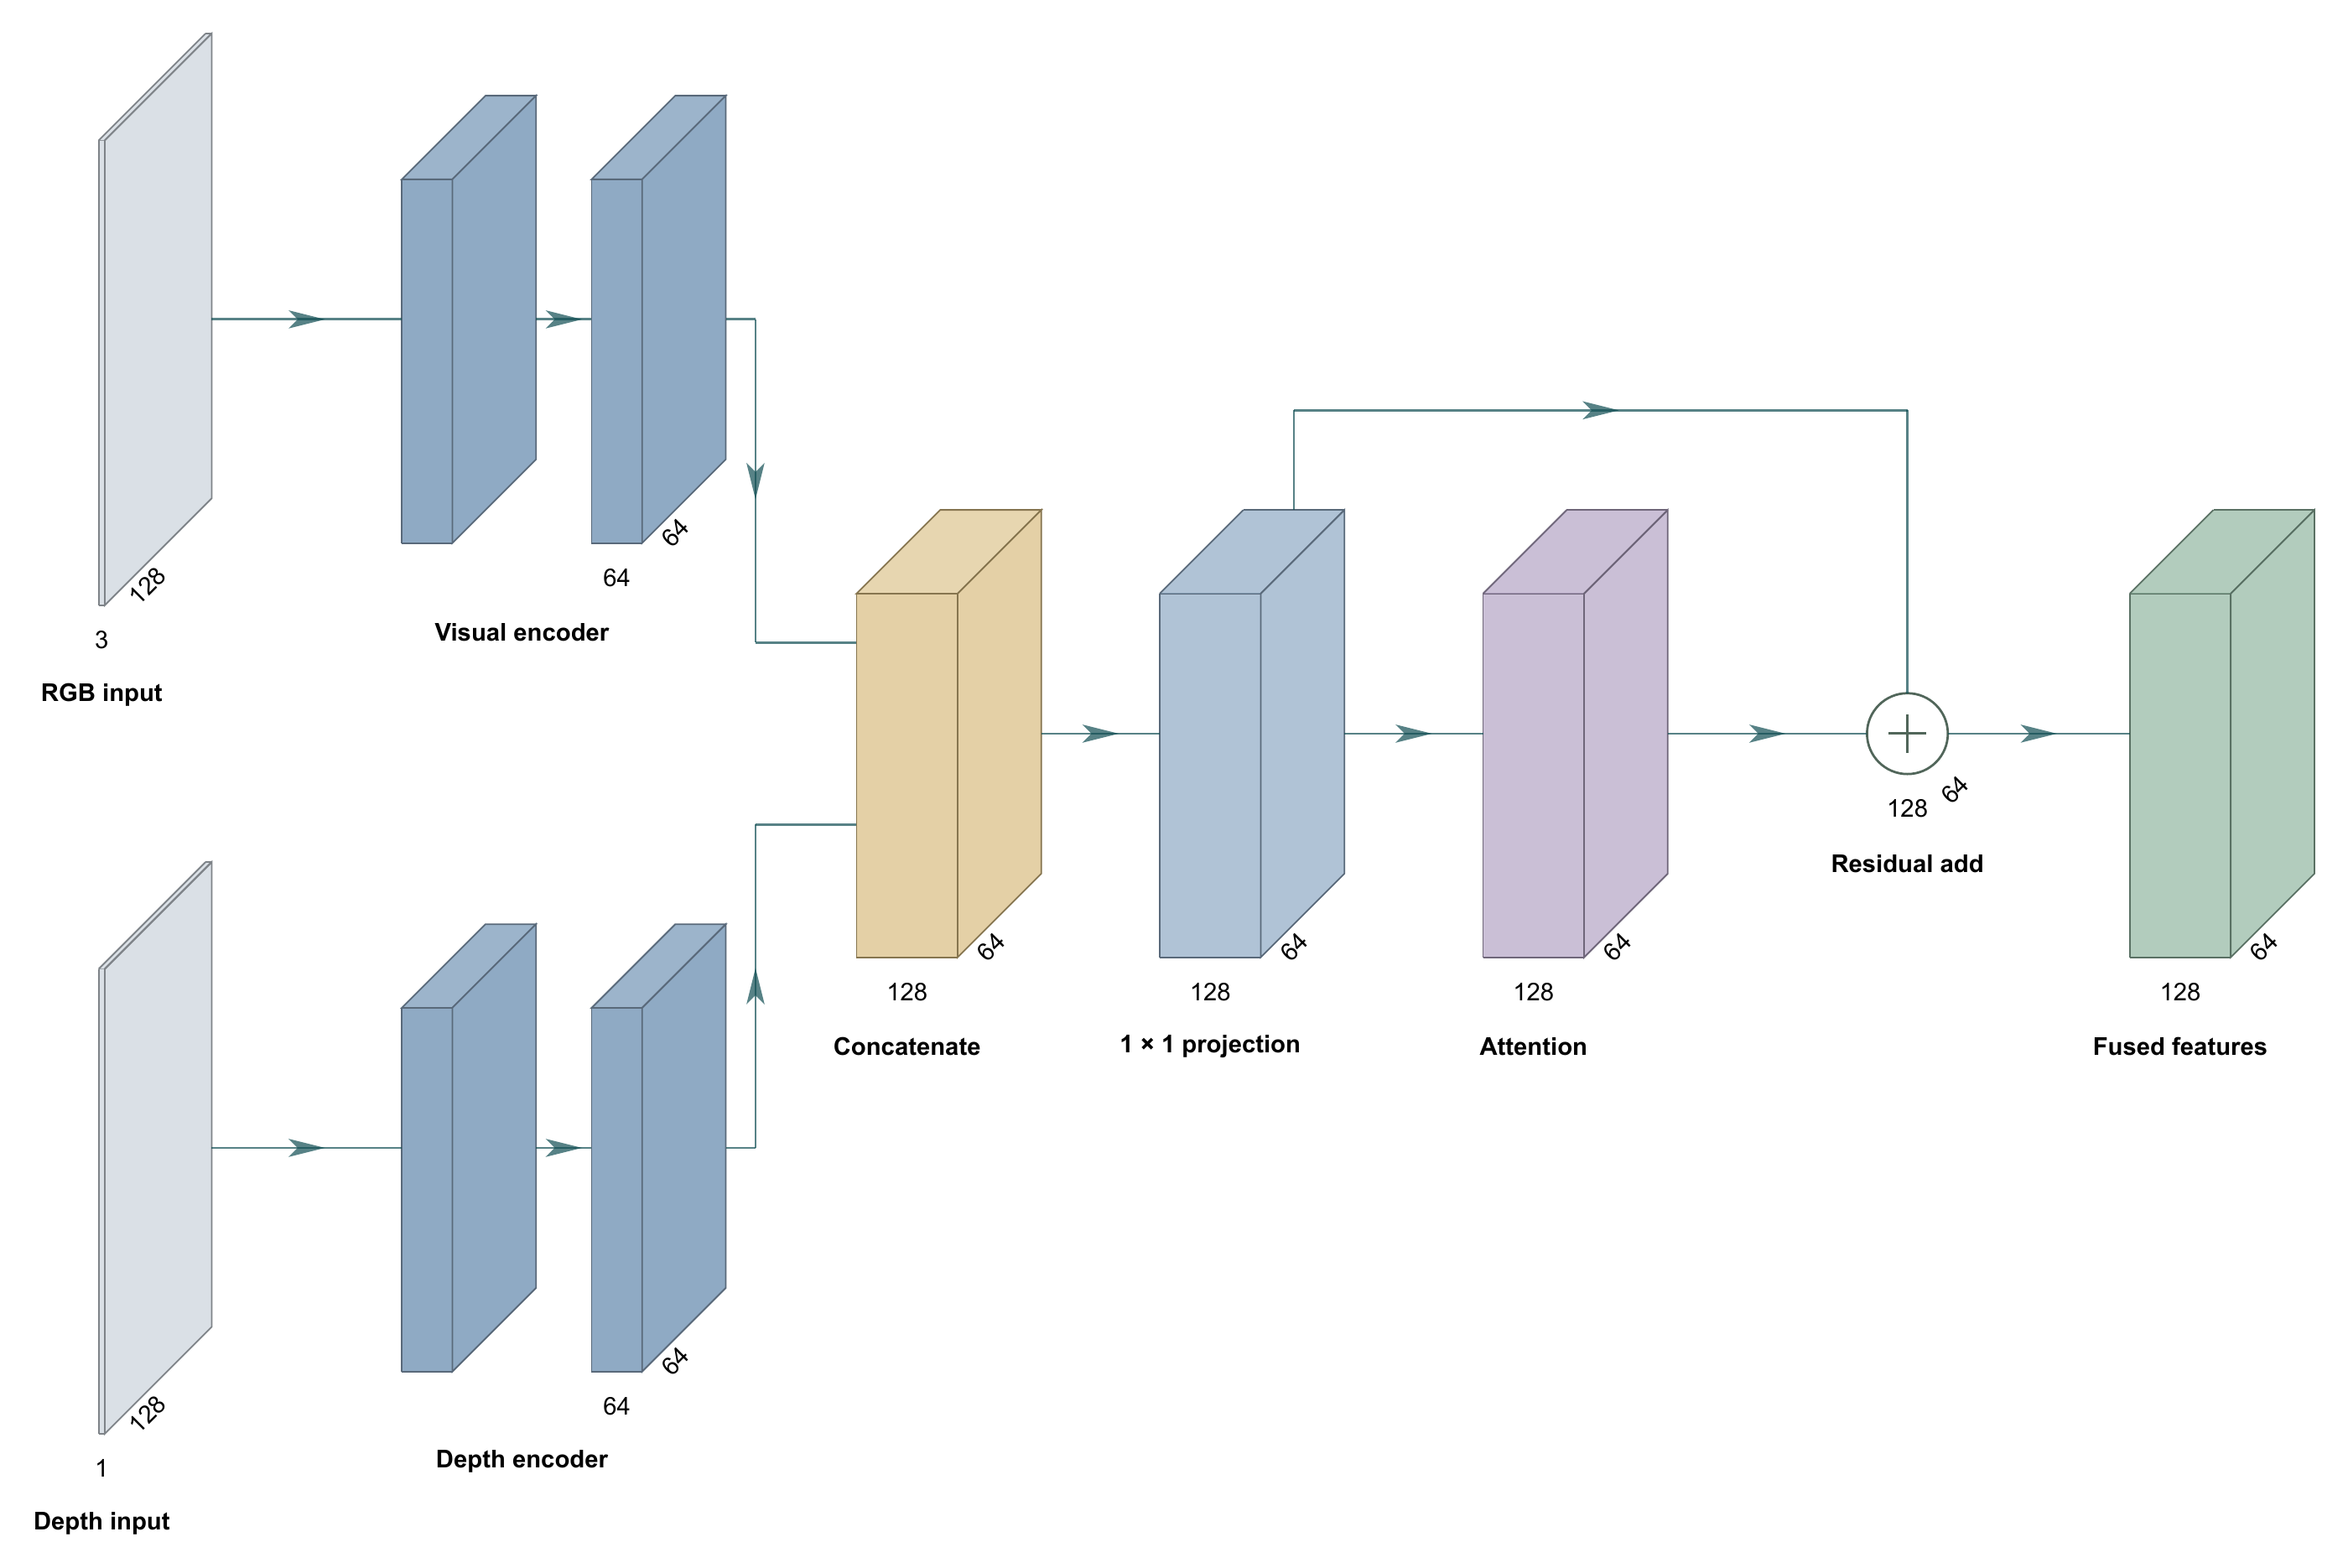 128
3
RGB input
64
64
Visual encoder
128
1
Depth input
64
64
Depth encoder
64
128
Concatenate
64
128
1 × 1 projection
64
128
Attention
64
128
Residual add
64
128
Fused features